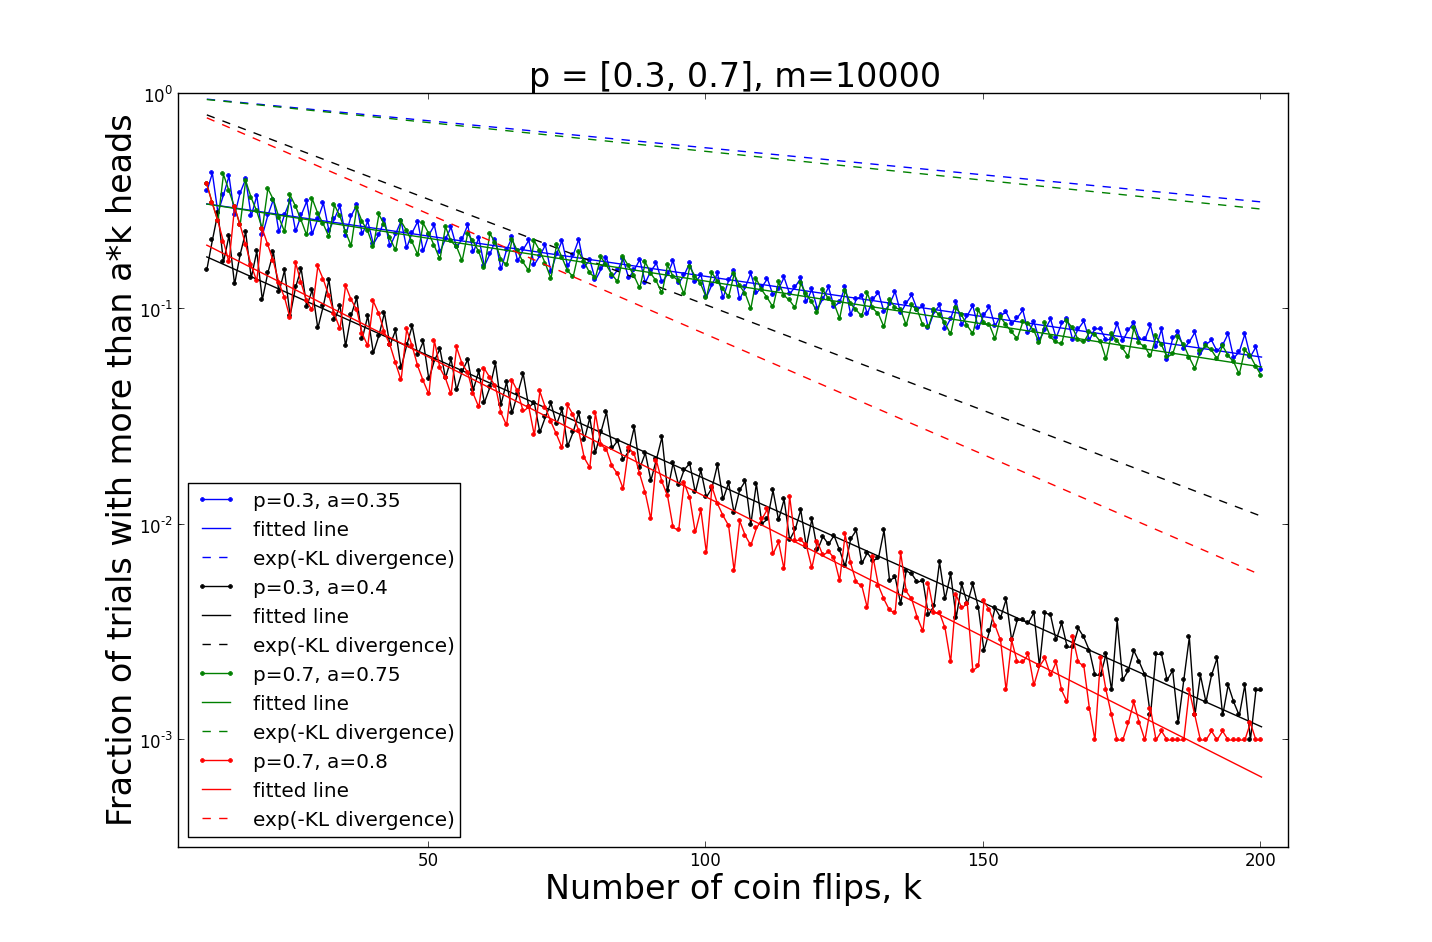 p = [0.3, 0.7], m=10000
Fraction of trials with more than a*k heads
10^0
10^-1
10^-2
10^-3
p=0.3, a=0.35
fitted line
exp(-KL divergence)
p=0.3, a=0.4
fitted line
exp(-KL divergence)
p=0.7, a=0.75
fitted line
exp(-KL divergence)
p=0.7, a=0.8
fitted line
exp(-KL divergence)
50 100 150 200
Number of coin flips, k